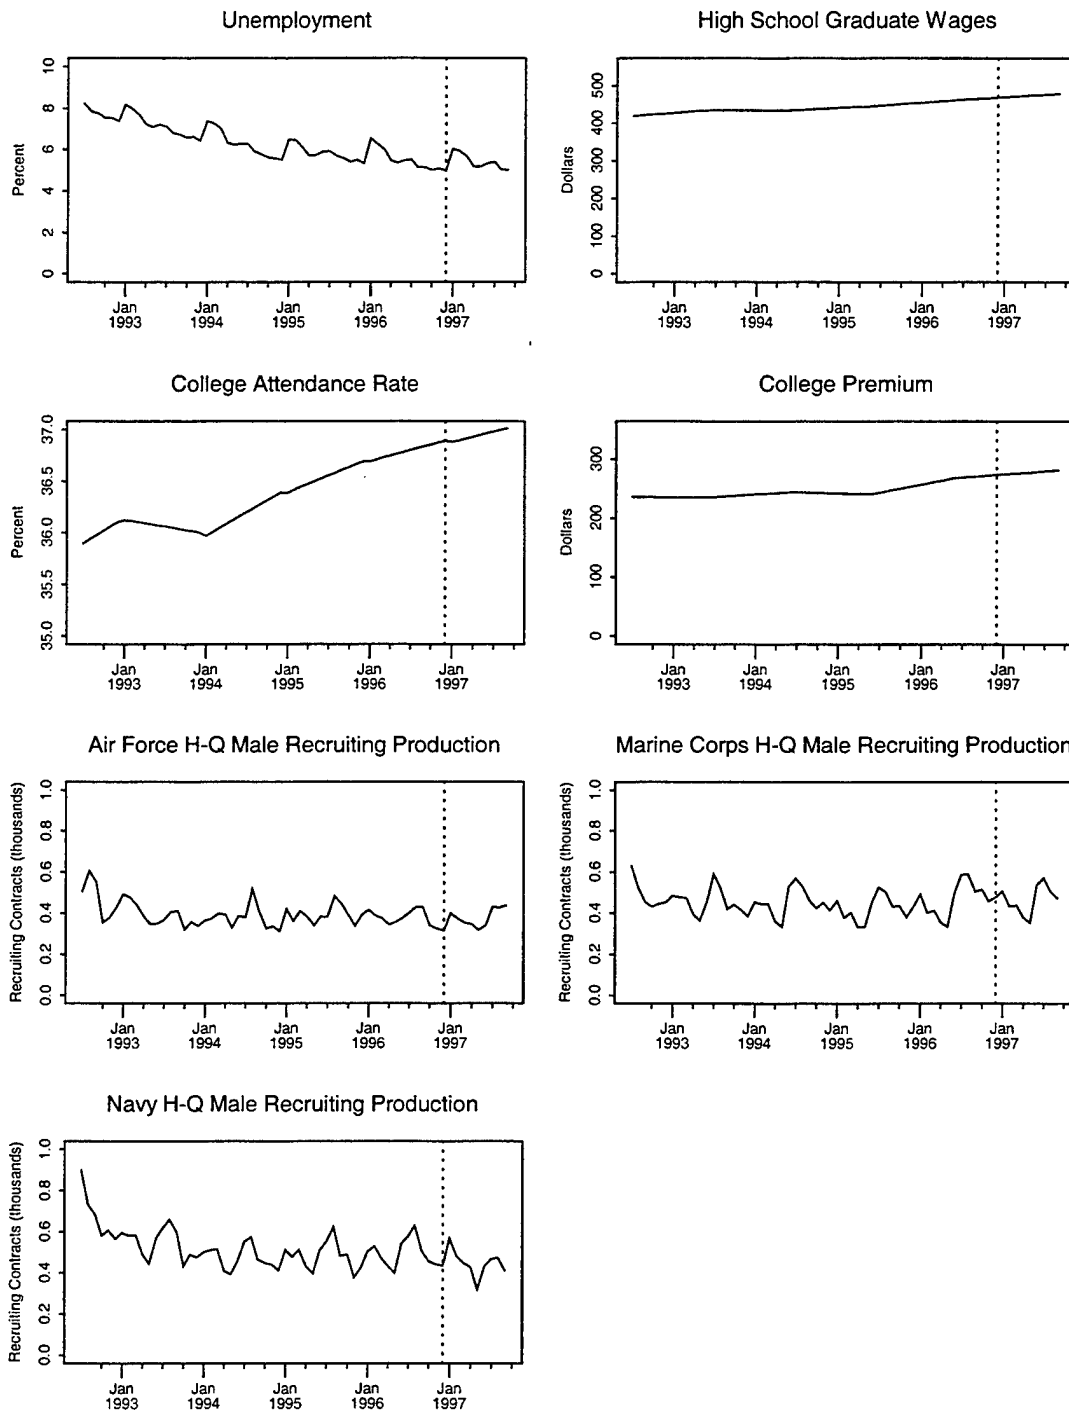 Unemployment
Percent
0
2
4
6
8
10
Jan
1993
Jan
1994
Jan
1995
Jan
1996
Jan
1997
High School Graduate Wages
Dollars
0
100
200
300
400
500
Jan
1993
Jan
1994
Jan
1995
Jan
1996
Jan
1997
College Attendance Rate
Percent
35.0
35.5
36.0
36.5
37.0
Jan
1993
Jan
1994
Jan
1995
Jan
1996
Jan
1997
College Premium
Dollars
0
100
200
300
Jan
1993
Jan
1994
Jan
1995
Jan
1996
Jan
1997
Air Force H-Q Male Recruiting Production
Recruiting Contracts (thousands)
0.0
0.2
0.4
0.6
0.8
1.0
Jan
1993
Jan
1994
Jan
1995
Jan
1996
Jan
1997
Marine Corps H-Q Male Recruiting Production
Recruiting Contracts (thousands)
0.0
0.2
0.4
0.6
0.8
1.0
Jan
1993
Jan
1994
Jan
1995
Jan
1996
Jan
1997
Navy H-Q Male Recruiting Production
Recruiting Contracts (thousands)
0.0
0.2
0.4
0.6
0.8
1.0
Jan
1993
Jan
1994
Jan
1995
Jan
1996
Jan
1997